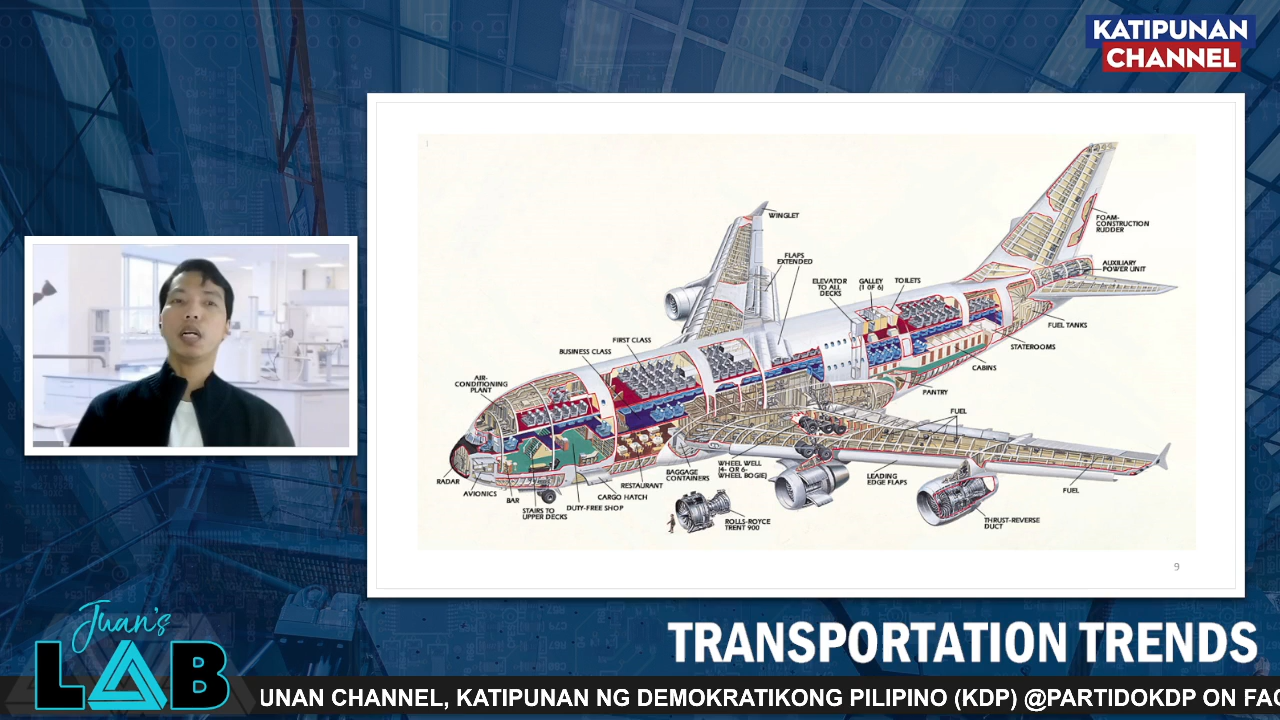 KATIPUNAN
CHANNEL
WINGLET
FOAM-
CONSTRUCTION
RUDDER
FLAPS
EXTENDED
AUXILIARY
POWER UNIT
ELEVATOR
TO ALL
DECKS
GALLEY
(1 OF 6)
TOILETS
FUEL TANKS
STATEROOMS
FIRST CLASS
BUSINESS CLASS
CABINS
AIR-
CONDITIONING
PLANT
PANTRY
FUEL
WHEEL WELL
(4- OR 6-
WHEEL BOGIE)
LEADING
EDGE FLAPS
BAGGAGE
CONTAINERS
RADAR
AVIONICS
BAR
RESTAURANT
CARGO HATCH
DUTY-FREE SHOP
STAIRS TO
UPPER DECKS
ROLLS-ROYCE
TRENT 900
FUEL
THRUST-REVERSE
DUCT
9
Juan's
LAB
TRANSPORTATION TRENDS
UNAN CHANNEL, KATIPUNAN NG DEMOKRATIKONG PILIPINO (KDP) @PARTIDOKDP ON FAC